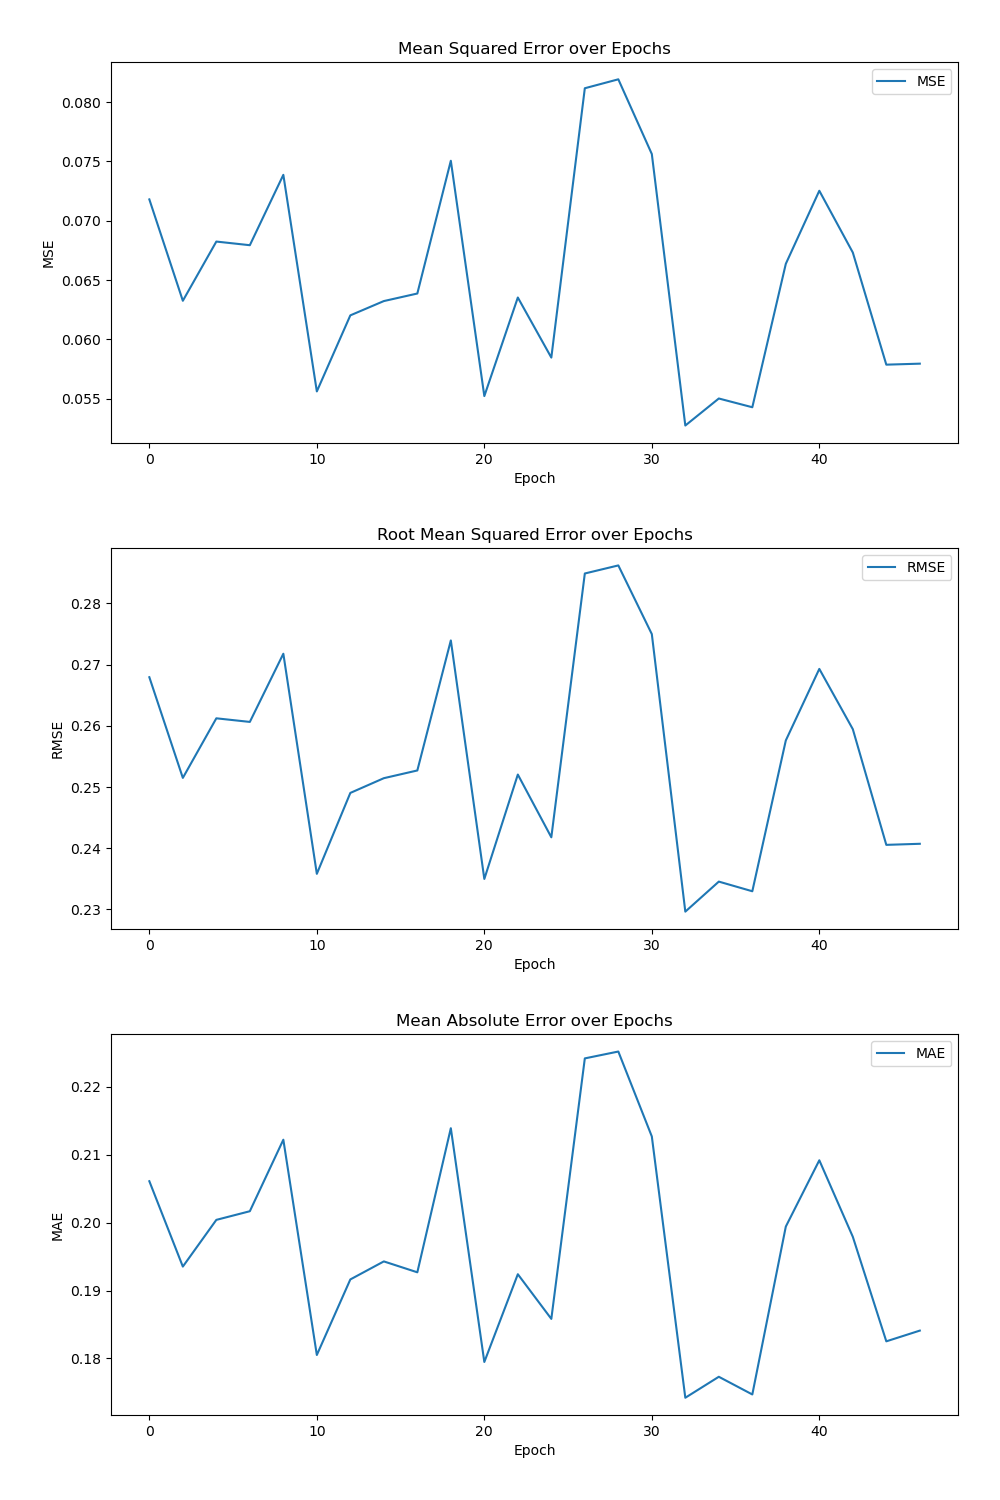 Mean Squared Error over Epochs
MSE
0.080
0.075
0.070
0.065
0.060
0.055
MSE
0 10 20 30 40
Epoch
Root Mean Squared Error over Epochs
RMSE
0.28
0.27
0.26
0.25
0.24
0.23
RMSE
0 10 20 30 40
Epoch
Mean Absolute Error over Epochs
MAE
0.22
0.21
0.20
0.19
0.18
MAE
0 10 20 30 40
Epoch